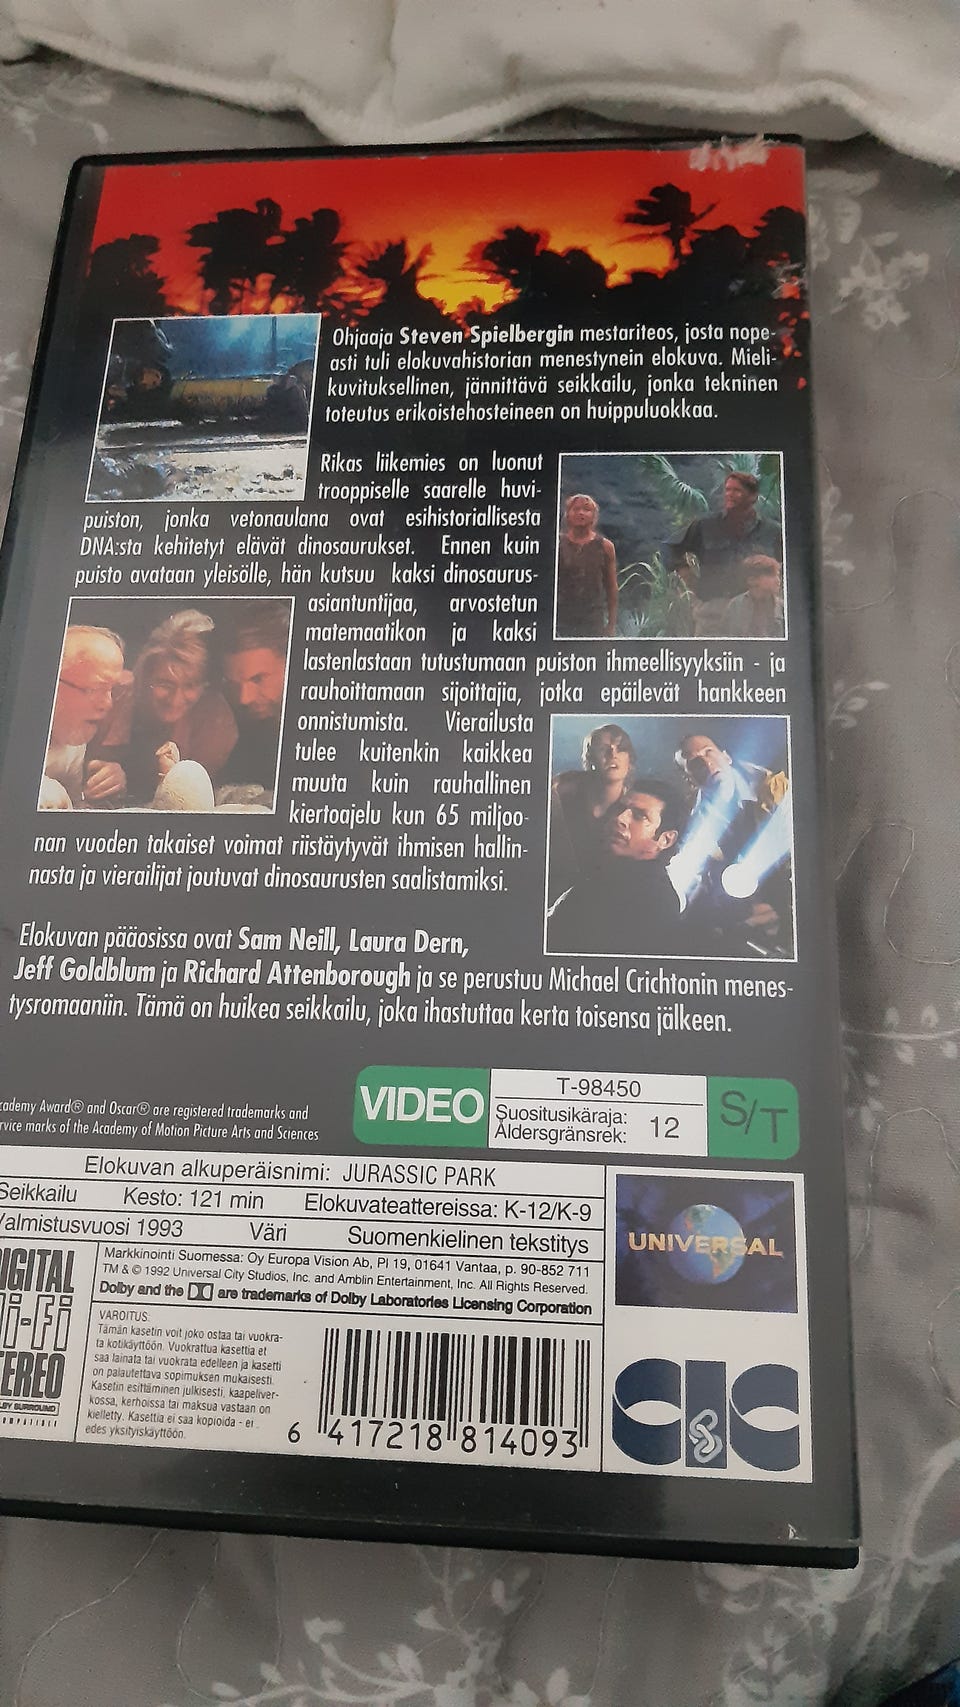 Ohjaaja Steven Spielbergin mestariteos, josta nope-
asti tuli elokuvahistorian menestynein elokuva. Mieli-
kuvituksellinen, jännittävä seikkailu, jonka tekninen
toteutus erikoistehosteineen on huippuluokkaa.
Rikas liikemies on luonut
trooppiselle saarelle huvi-
puiston, jonka vetonaulana ovat esihistoriallisesta
DNA:sta kehitetyt elävät dinosaurukset. Ennen kuin
puisto avataan yleisölle, hän kutsuu kaksi dinosaurus-
asiantuntijaa, arvostetun
matemaatikon ja kaksi
lastenlastaan tutustumaan puiston ihmeellisyyksiin - ja
rauhoittamaan sijoittajia, jotka epäilevät hankkeen
onnistumista. Vierailusta
tulee kuitenkin kaikkea
muuta kuin rauhallinen
kiertoajelu kun 65 miljoo-
nan vuoden takaiset voimat riistäytyvät ihmisen hallin-
nasta ja vierailijat joutuvat dinosaurusten saalistamiksi.
Elokuvan pääosissa ovat Sam Neill, Laura Dern,
Jeff Goldblum ja Richard Attenborough ja se perustuu Michael Crichtonin menes-
tysromaaniin. Tämä on huikea seikkailu, joka ihastuttaa kerta toisensa jälkeen.
cademy Award® and Oscar® are registered trademarks and
rvice marks of the Academy of Motion Picture Arts and Sciences
VIDEO
T-98450
Suositusikäraja:
Åldersgränsrek: 12
S/T
Elokuvan alkuperäisnimi: JURASSIC PARK
Seikkailu Kesto: 121 min Elokuvateattereissa: K-12/K-9
Valmistusvuosi 1993 Väri Suomenkielinen tekstitys
Markkinointi Suomessa: Oy Europa Vision Ab, Pl 19, 01641 Vantaa, p. 90-852 711
TM & © 1992 Universal City Studios, Inc. and Amblin Entertainment, Inc. All Rights Reserved.
Dolby and the are trademarks of Dolby Laboratories Licensing Corporation
DIGITAL
Hi-Fi
STEREO
LBY SURROUND
VAROITUS:
Tämän kasetin voit joko ostaa tai vuokra-
ta kotikäyttöön. Vuokrattua kasettia et
saa lainata tai vuokrata edelleen ja kasetti
on palautettava sopimuksen mukaisesti.
Kasetin esittäminen julkisesti, kaapeliver-
kossa, kerhoissa tai maksua vastaan on
kielletty. Kasettia ei saa kopioida - ei
edes yksityiskäyttöön.
6 417218 814093
UNIVERSAL
CIC